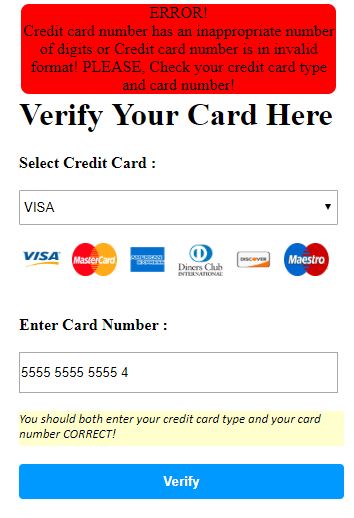 ERROR!
Credit card number has an inappropriate number
of digits or Credit card number is in invalid
format! PLEASE, Check your credit card type
and card number!
Verify Your Card Here
Select Credit Card :
VISA
VISA MasterCard AMERICAN EXPRESS Diners Club INTERNATIONAL DISCOVER Maestro
Enter Card Number :
5555 5555 5555 4
You should both enter your credit card type and your card
number CORRECT!
Verify